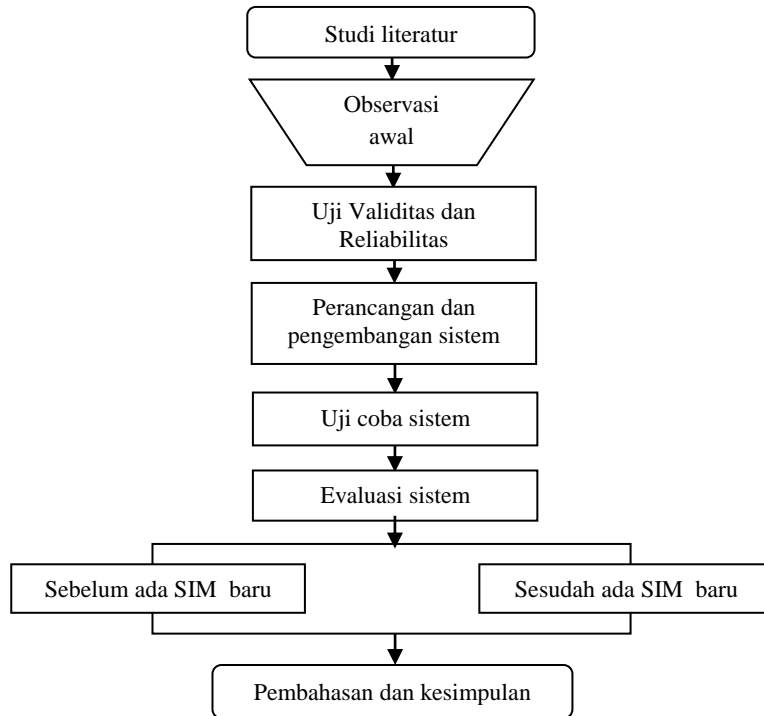 Studi literatur
Observasi
awal
Uji Validitas dan
Reliabilitas
Perancangan dan
pengembangan sistem
Uji coba sistem
Evaluasi sistem
Sebelum ada SIM  baru
Sesudah ada SIM  baru
Pembahasan dan kesimpulan